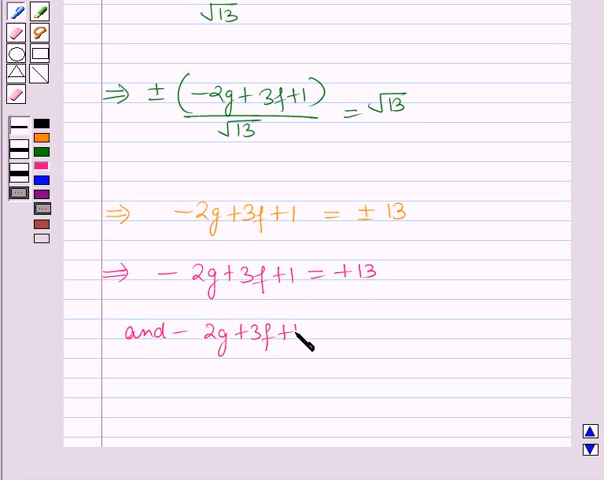 √13
⇒ ± (−2g+3f+1)/√13 = √13
⇒ −2g+3f+1 = ± 13
⇒ − 2g+3f+1 = +13
and − 2g+3f+1